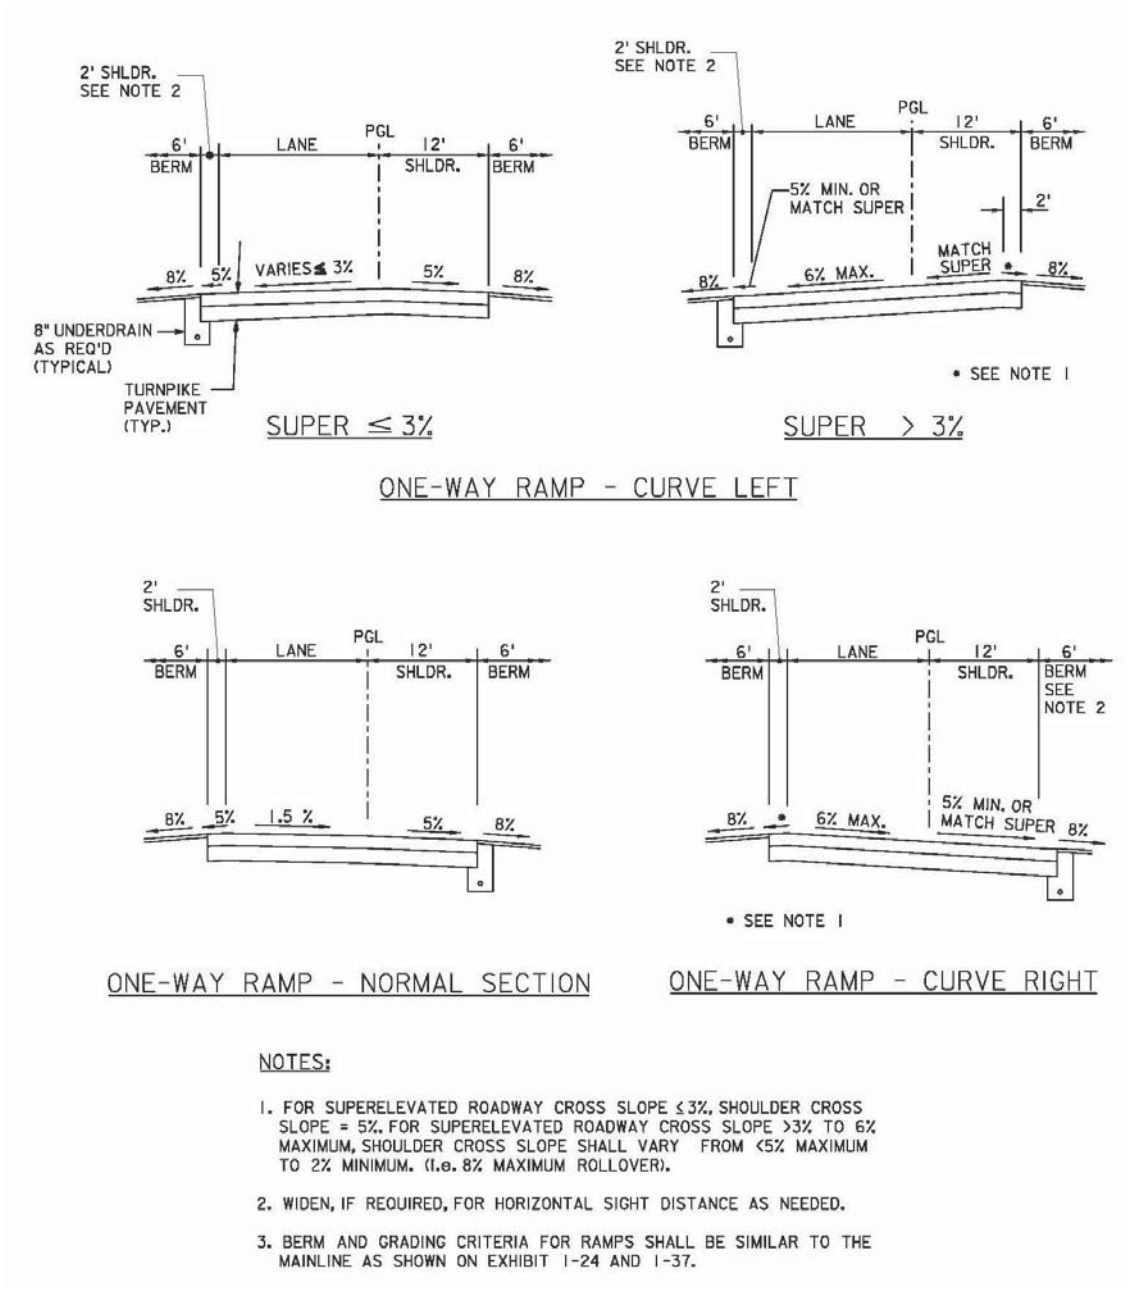 2' SHLDR.
SEE NOTE 2
PGL
6'
LANE
12'
6'
BERM
SHLDR.
BERM
8%
5%
VARIES ≤ 3%
5%
8%
8" UNDERDRAIN
AS REQ'D
(TYPICAL)
TURNPIKE
PAVEMENT
(TYP.)
SUPER ≤ 3%
2' SHLDR.
SEE NOTE 2
PGL
6'
LANE
12'
6'
BERM
SHLDR.
BERM
5% MIN. OR
MATCH SUPER
2'
MATCH
SUPER *
8%
6% MAX.
8%
* SEE NOTE 1
SUPER > 3%
ONE-WAY RAMP - CURVE LEFT
2'
SHLDR.
PGL
6'
LANE
12'
6'
BERM
SHLDR.
BERM
8%
5%
1.5 %
5%
8%
ONE-WAY RAMP - NORMAL SECTION
2'
SHLDR.
PGL
6'
LANE
12'
6'
BERM
SHLDR.
BERM
SEE
NOTE 2
8%
*
6% MAX.
5% MIN. OR
MATCH SUPER
8%
* SEE NOTE 1
ONE-WAY RAMP - CURVE RIGHT
NOTES:
1. FOR SUPERELEVATED ROADWAY CROSS SLOPE ≤3%, SHOULDER CROSS
SLOPE = 5%. FOR SUPERELEVATED ROADWAY CROSS SLOPE >3% TO 6%
MAXIMUM, SHOULDER CROSS SLOPE SHALL VARY FROM <5% MAXIMUM
TO 2% MINIMUM. (I.e. 8% MAXIMUM ROLLOVER).
2. WIDEN, IF REQUIRED, FOR HORIZONTAL SIGHT DISTANCE AS NEEDED.
3. BERM AND GRADING CRITERIA FOR RAMPS SHALL BE SIMILAR TO THE
MAINLINE AS SHOWN ON EXHIBIT 1-24 AND 1-37.